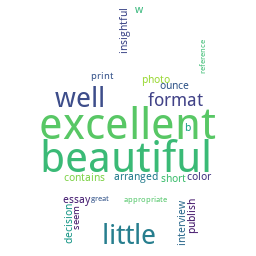 w
insightful
reference
print
photo
ounce
well
format
excellent
b
beautiful
contains
arranged
short
color
essay
great
appropriate
publish
seem
decision
interview
little